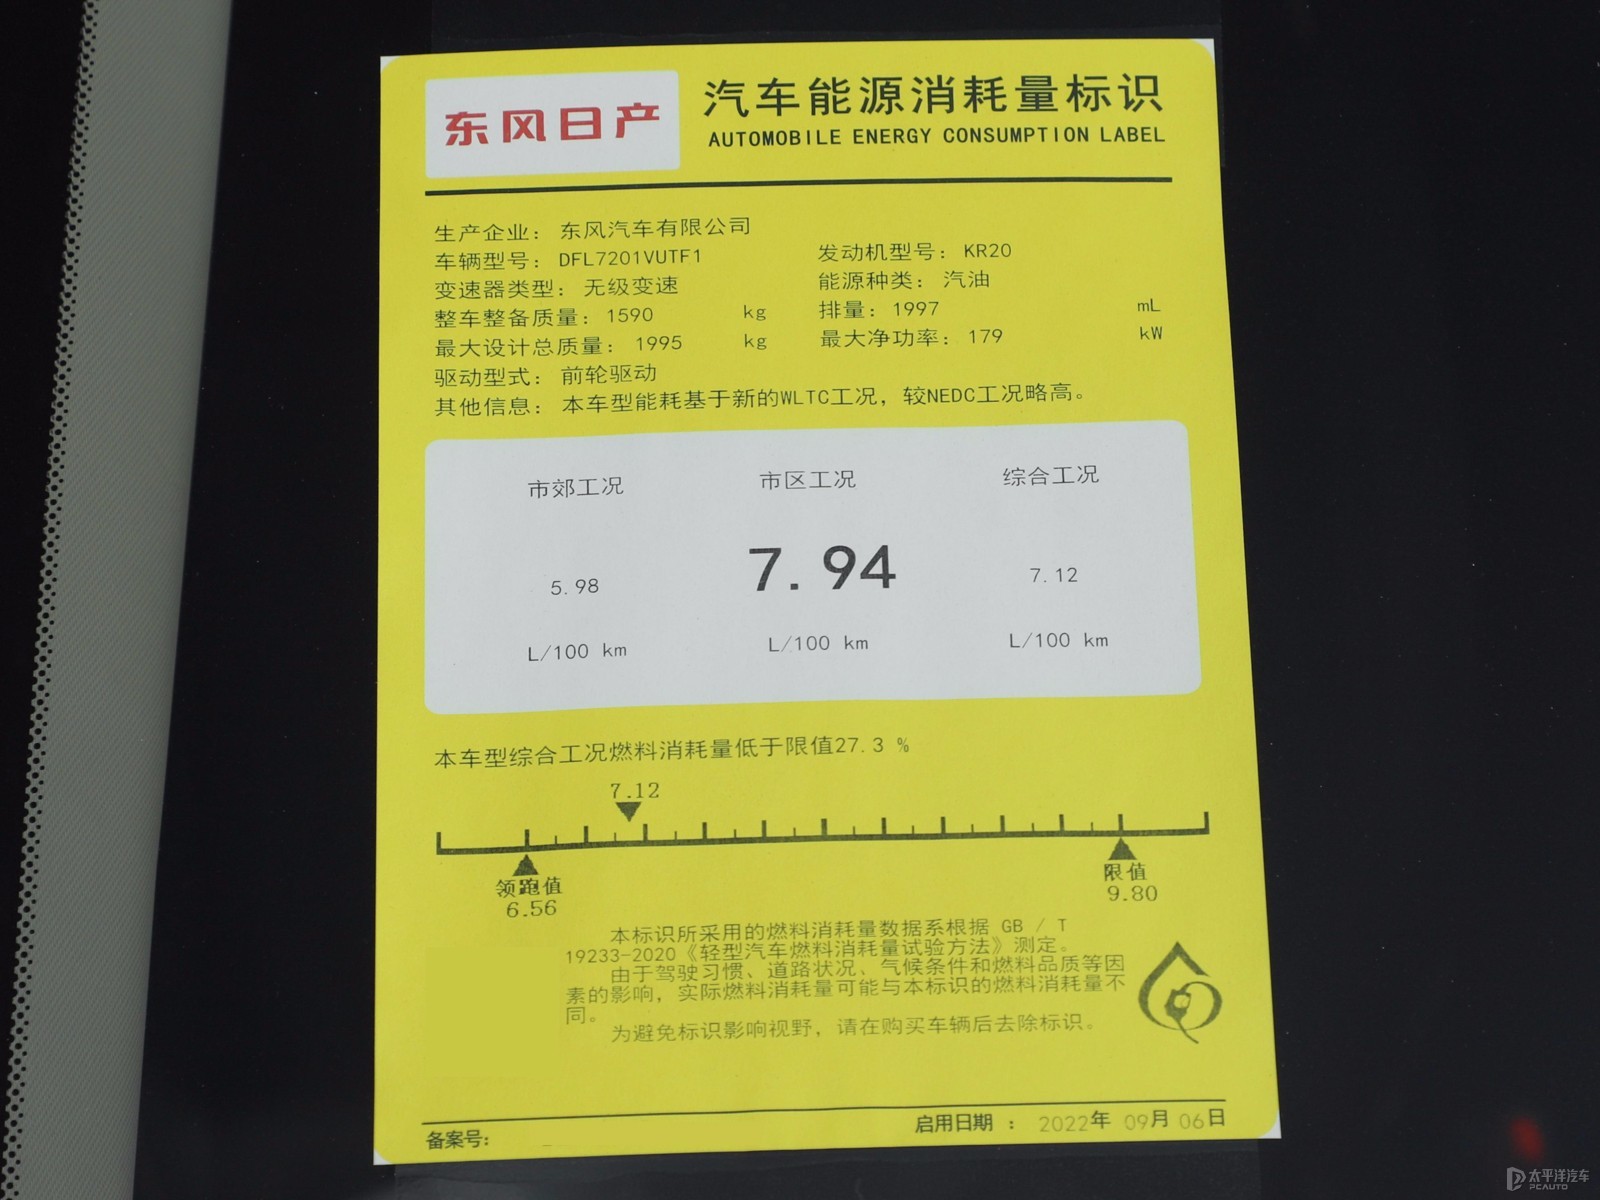 东风日产
汽车能源消耗量标识
AUTOMOBILE ENERGY CONSUMPTION LABEL
生产企业： 东风汽车有限公司
车辆型号： DFL7201VUTF1 发动机型号： KR20
变速器类型： 无级变速 能源种类： 汽油
整车整备质量： 1590 kg 排量： 1997 mL
最大设计总质量： 1995 kg 最大净功率： 179 kW
驱动型式： 前轮驱动
其他信息： 本车型能耗基于新的WLTC工况，较NEDC工况略高。
市郊工况 市区工况 综合工况
5.98 7.94 7.12
L/100 km L/100 km L/100 km
本车型综合工况燃料消耗量低于限值27.3 %
7.12
领跑值 限值
6.56 9.80
本标识所采用的燃料消耗量数据系根据 GB / T
19233-2020《轻型汽车燃料消耗量试验方法》测定。
由于驾驶习惯、道路状况、气候条件和燃料品质等因
素的影响，实际燃料消耗量可能与本标识的燃料消耗量不
同。
为避免标识影响视野，请在购买车辆后去除标识。
备案号： 启用日期 ： 2022年 09月 06日
太平洋汽车
PCAUTO